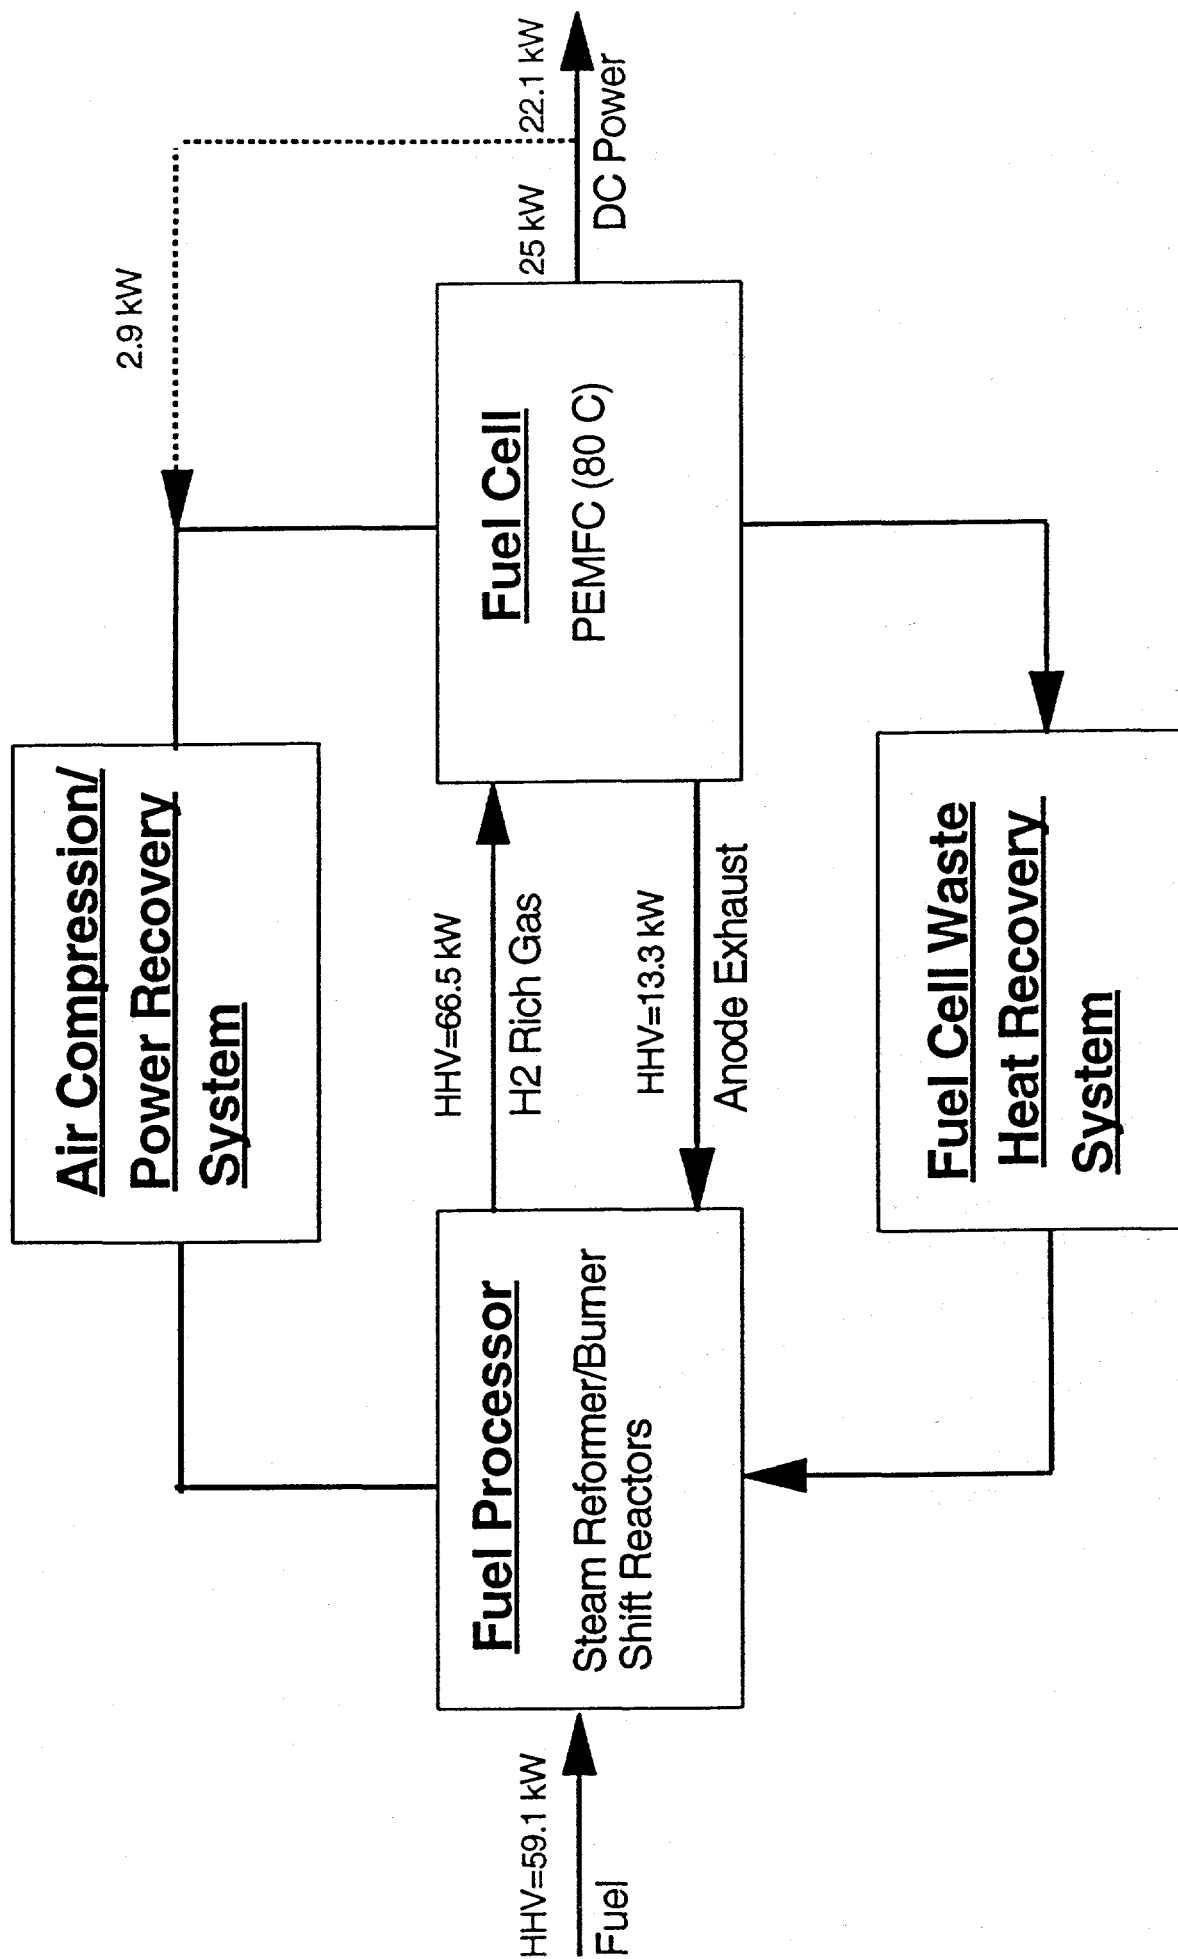 Air Compression/
Power Recovery
System
2.9 kW
HHV=59.1 kW
Fuel
Fuel Processor
Steam Reformer/Burner
Shift Reactors
HHV=66.5 kW
H2 Rich Gas
HHV=13.3 kW
Anode Exhaust
Fuel Cell
PEMFC (80 C)
25 kW
22.1 kW
DC Power
Fuel Cell Waste
Heat Recovery
System